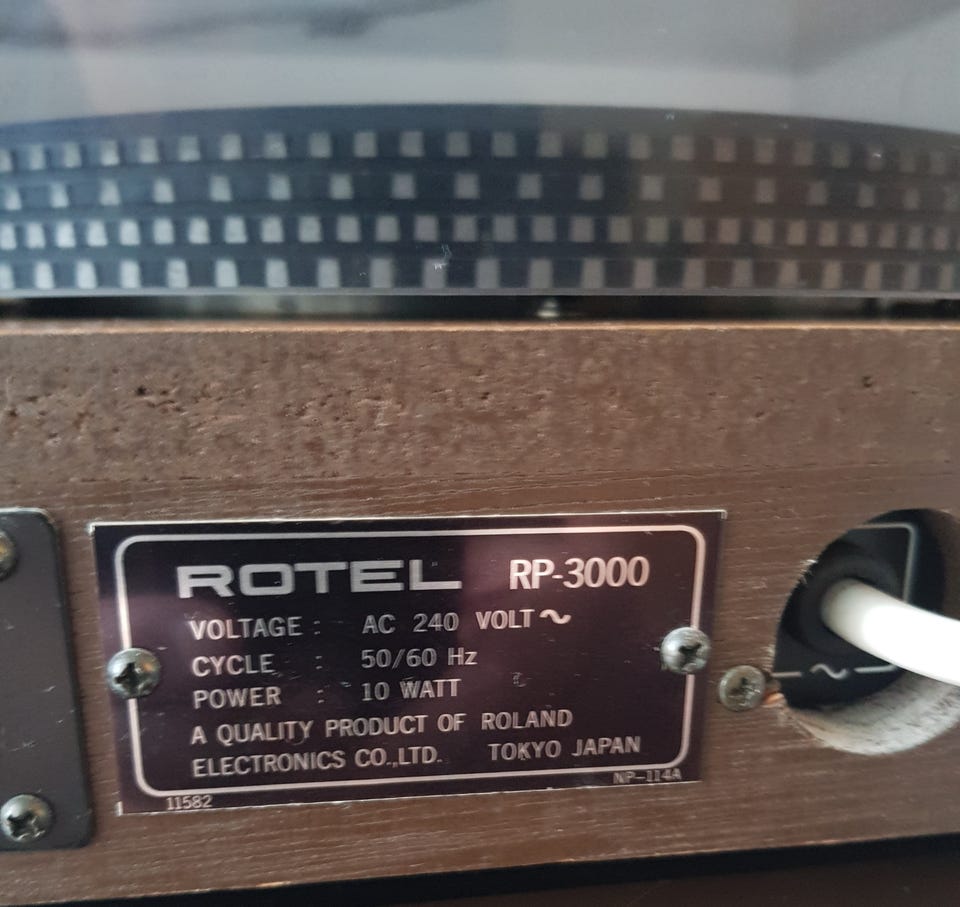 ROTEL RP-3000
VOLTAGE : AC 240 VOLT ~
CYCLE : 50/60 Hz
POWER : 10 WATT
A QUALITY PRODUCT OF ROLAND
ELECTRONICS CO.,LTD. TOKYO JAPAN
NP-114A
11582
~